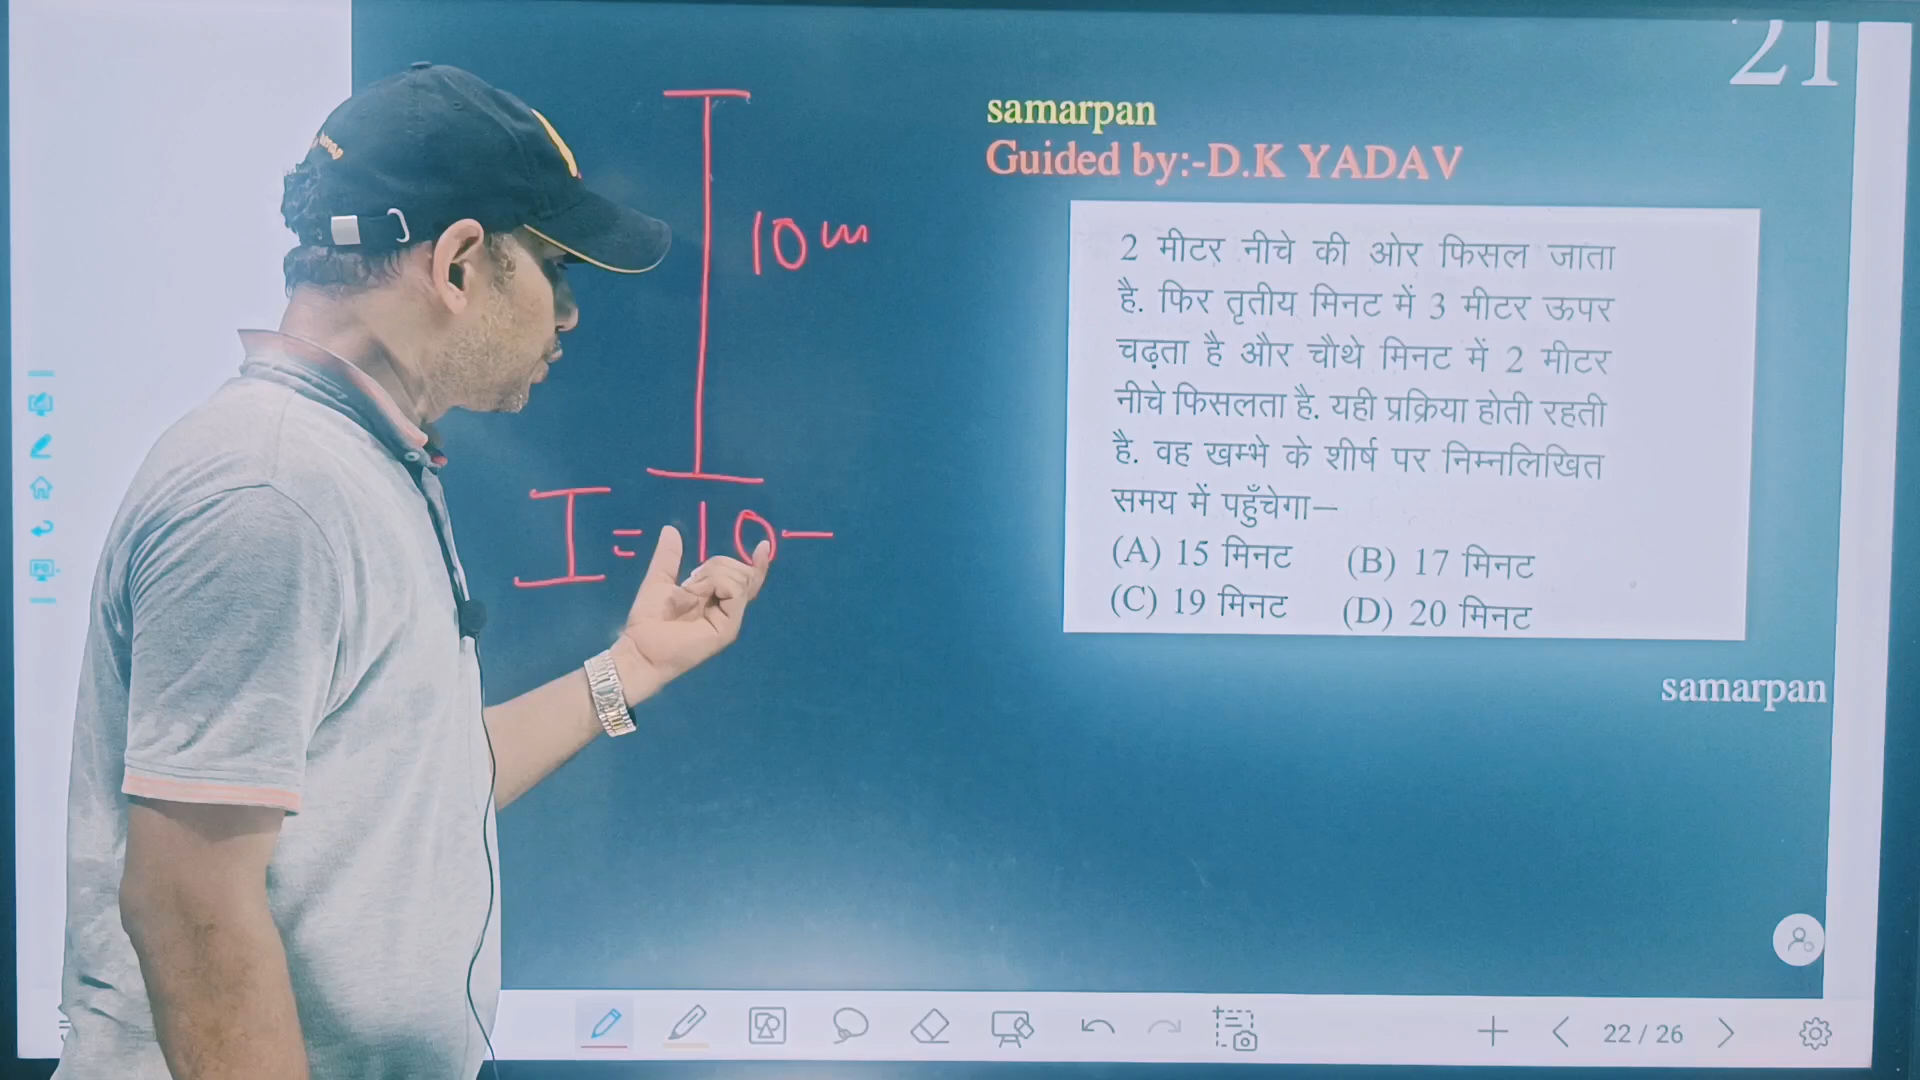 21
samarpan
Guided by:-D.K YADAV
10 m
2 मीटर नीचे की ओर फिसल जाता
है. फिर तृतीय मिनट में 3 मीटर ऊपर
चढ़ता है और चौथे मिनट में 2 मीटर
नीचे फिसलता है. यही प्रक्रिया होती रहती
है. वह खम्भे के शीर्ष पर निम्नलिखित
समय में पहुँचेगा—
(A) 15 मिनट (B) 17 मिनट
(C) 19 मिनट (D) 20 मिनट
I = 10 –
samarpan
22 / 26